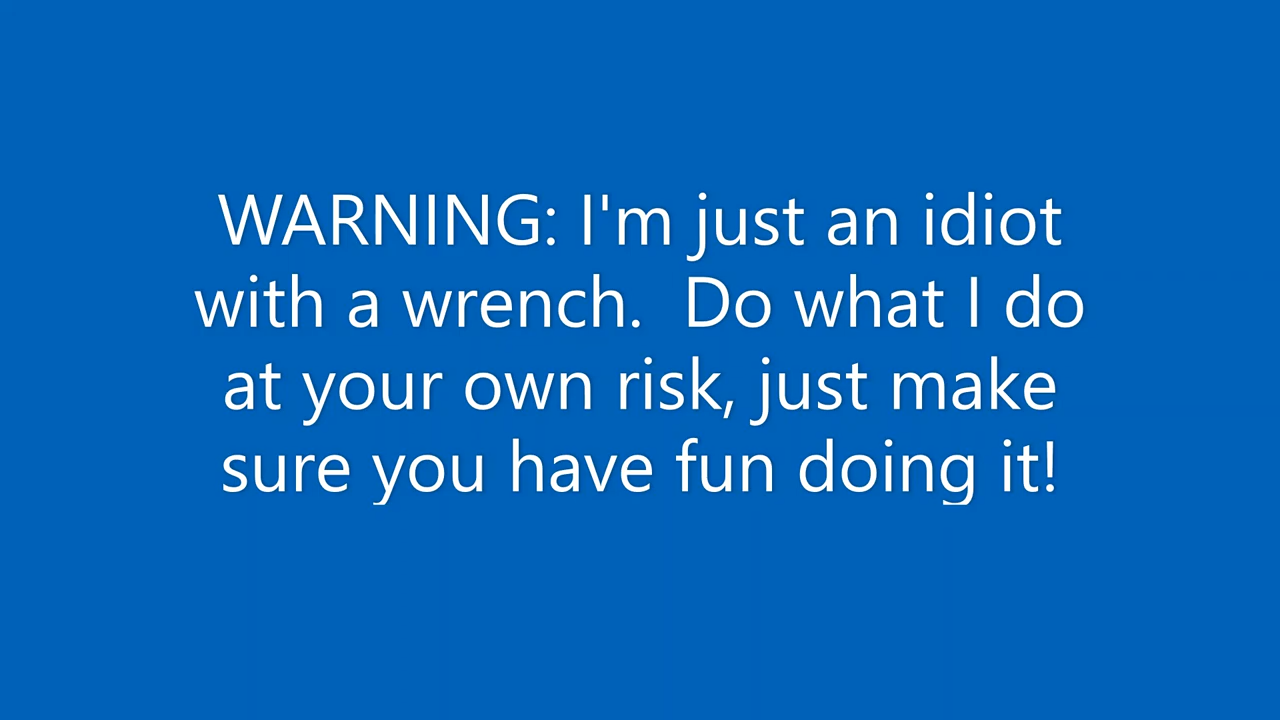 WARNING: I'm just an idiot
with a wrench.  Do what I do
at your own risk, just make
sure you have fun doing it!